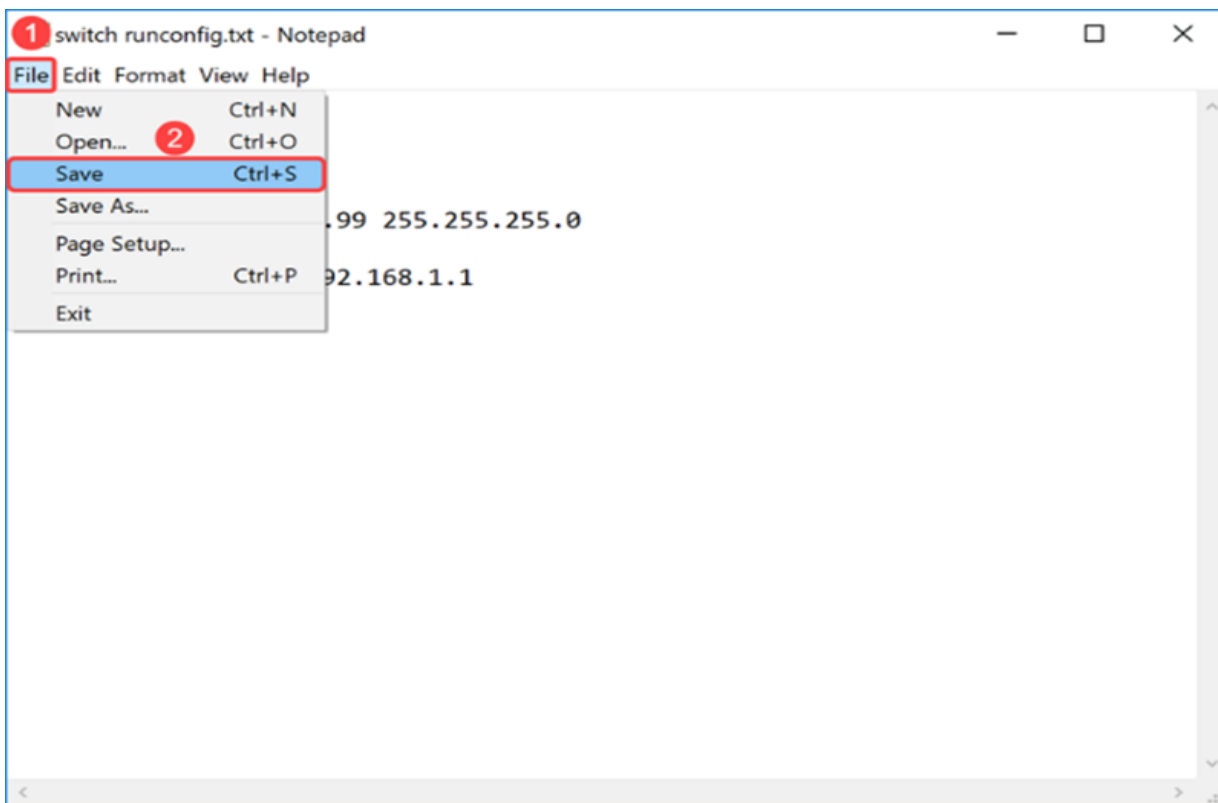 1 switch runconfig.txt - Notepad
File Edit Format View Help
New Ctrl+N
Open... 2 Ctrl+O
Save Ctrl+S
Save As...
.99 255.255.255.0
Page Setup...
Print... Ctrl+P 92.168.1.1
Exit